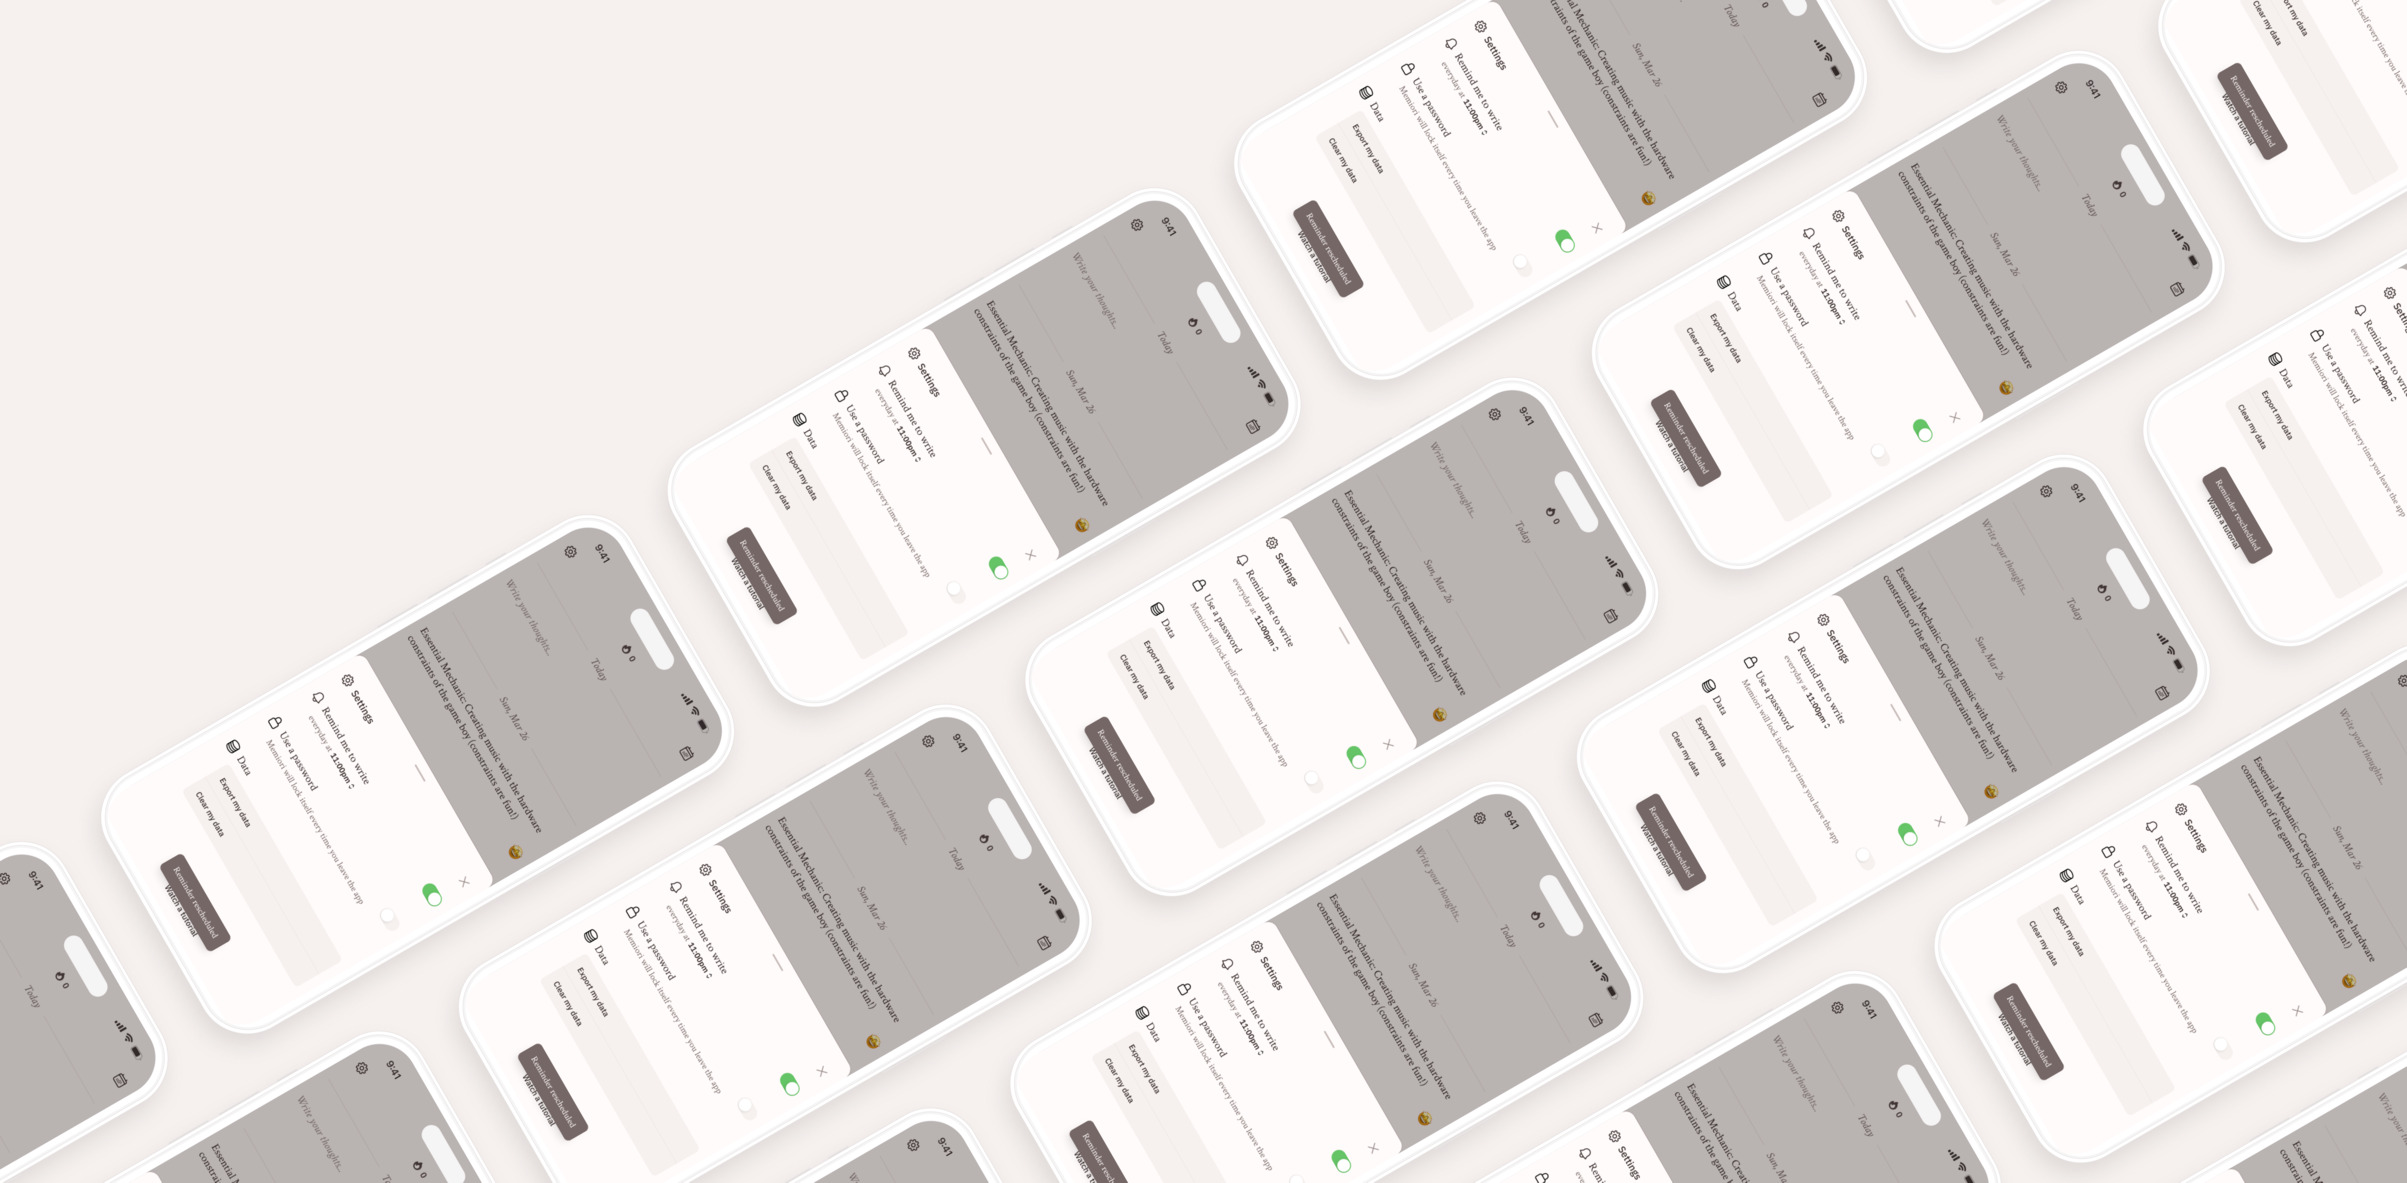 9:41
0
Today
Write your thoughts...
Sun, Mar 26
Essential Mechanic: Creating music with the hardware
constraints of the game boy (constraints are fun!)
Settings
Remind me to write
everyday at 11:00pm
Use a password
Memiori will lock itself every time you leave the app
Data
Export my data
Clear my data
Reminder rescheduled
Watch a tutorial